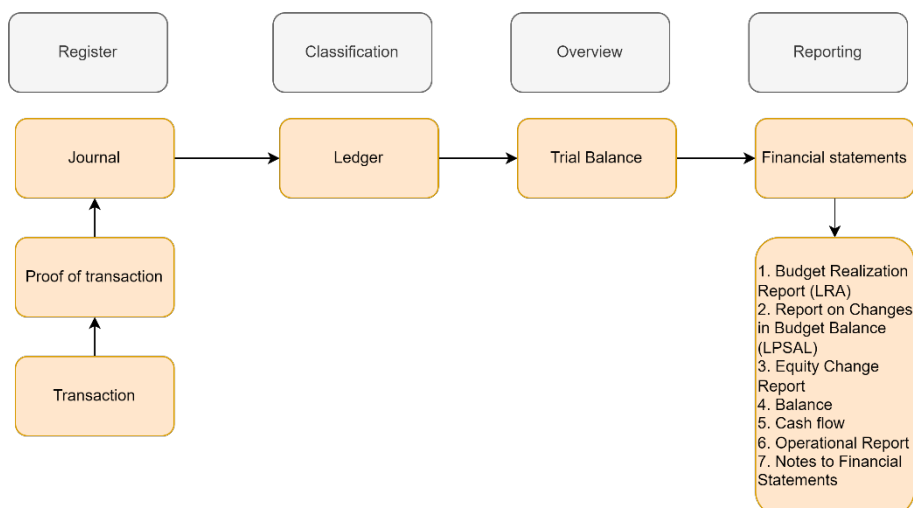 Register
Classification
Overview
Reporting
Journal
Ledger
Trial Balance
Financial statements
Proof of transaction
Transaction
1. Budget Realization
Report (LRA)
2. Report on Changes
in Budget Balance
(LPSAL)
3. Equity Change
Report
4. Balance
5. Cash flow
6. Operational Report
7. Notes to Financial
Statements